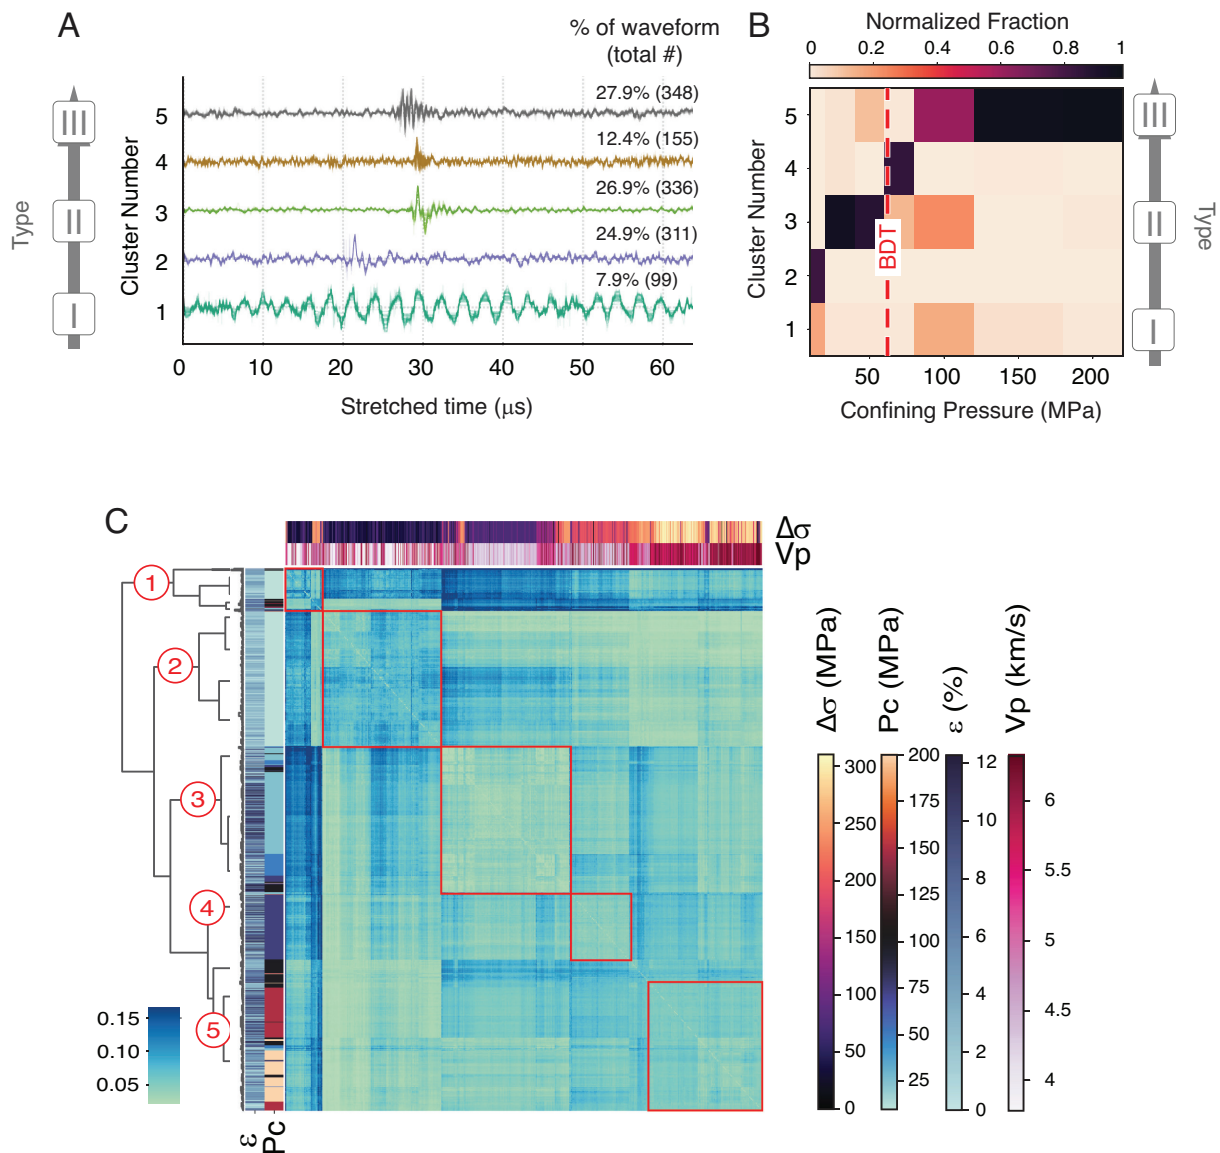 A
% of waveform
(total #)
Type
III
II
I
Cluster Number
5
4
3
2
1
27.9% (348)
12.4% (155)
26.9% (336)
24.9% (311)
7.9% (99)
0
10
20
30
40
50
60
Stretched time (μs)
B
Normalized Fraction
0
0.2
0.4
0.6
0.8
1
Cluster Number
5
4
3
2
1
BDT
50
100
150
200
Confining Pressure (MPa)
III
II
I
Type
C
Δσ
Vp
1
2
3
4
5
0.15
0.10
0.05
ε
Pc
Δσ (MPa)
300
250
200
150
100
50
0
Pc (MPa)
200
175
150
125
100
75
50
25
ε (%)
12
10
8
6
4
2
0
Vp (km/s)
6
5.5
5
4.5
4